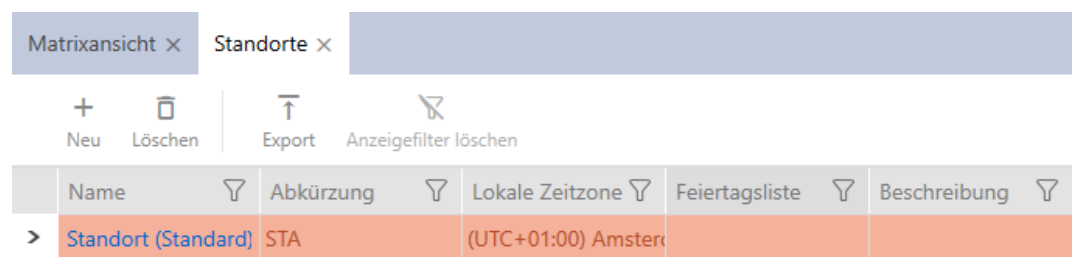 Matrixansicht × Standorte ×
Neu Löschen Export Anzeigefilter löschen
Name Abkürzung Lokale Zeitzone Feiertagsliste Beschreibung
Standort (Standard) STA (UTC+01:00) Amster